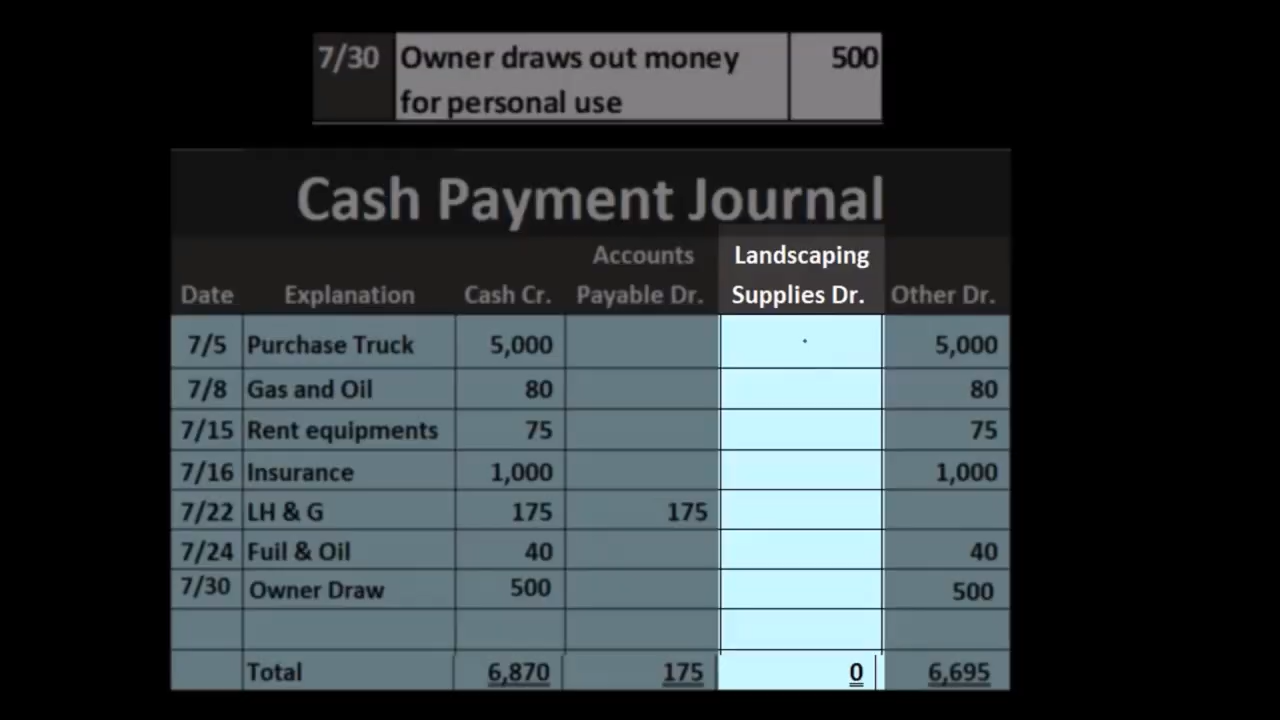 7/30 Owner draws out money 500
for personal use
Cash Payment Journal
Accounts Landscaping
Date Explanation Cash Cr. Payable Dr. Supplies Dr. Other Dr.
7/5 Purchase Truck 5,000 5,000
7/8 Gas and Oil 80 80
7/15 Rent equipments 75 75
7/16 Insurance 1,000 1,000
7/22 LH & G 175 175
7/24 Fuil & Oil 40 40
7/30 Owner Draw 500 500
Total 6,870 175 0 6,695